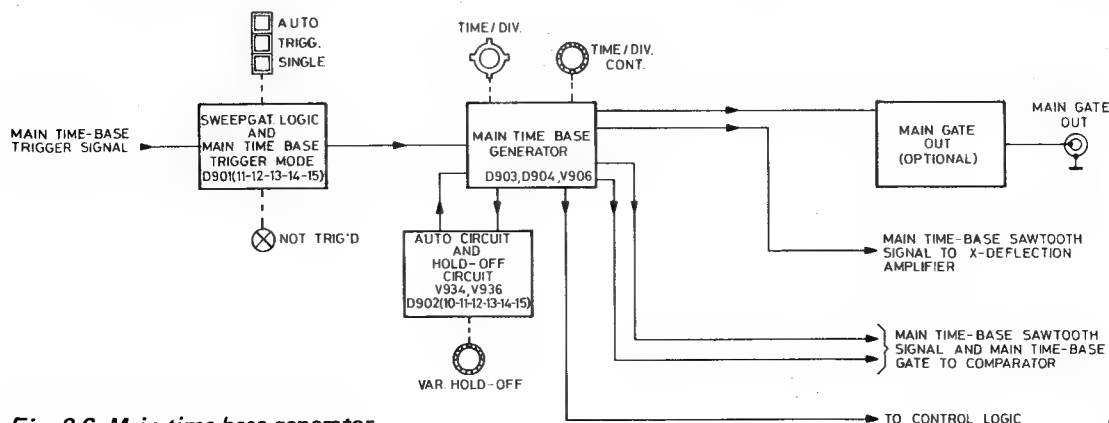 AUTO
TRIGG.
SINGLE
TIME/DIV.
TIME/DIV.
CONT.
MAIN TIME-BASE
TRIGGER SIGNAL
SWEEPGAT. LOGIC
AND
MAIN TIME BASE
TRIGGER MODE
D901(11-12-13-14-15)
NOT TRIG'D
MAIN TIME BASE
GENERATOR
D903, D904, V906
AUTO CIRCUIT
AND
HOLD-OFF
CIRCUIT
V934, V936
D902(10-11-12-13-14-15)
VAR. HOLD-OFF
MAIN GATE
OUT
(OPTIONAL)
MAIN GATE
OUT
MAIN TIME-BASE SAWTOOTH
SIGNAL TO X-DEFLECTION
AMPLIFIER
MAIN TIME-BASE SAWTOOTH
SIGNAL AND MAIN TIME-BASE
GATE TO COMPARATOR
TO CONTROL LOGIC
Main time base generator